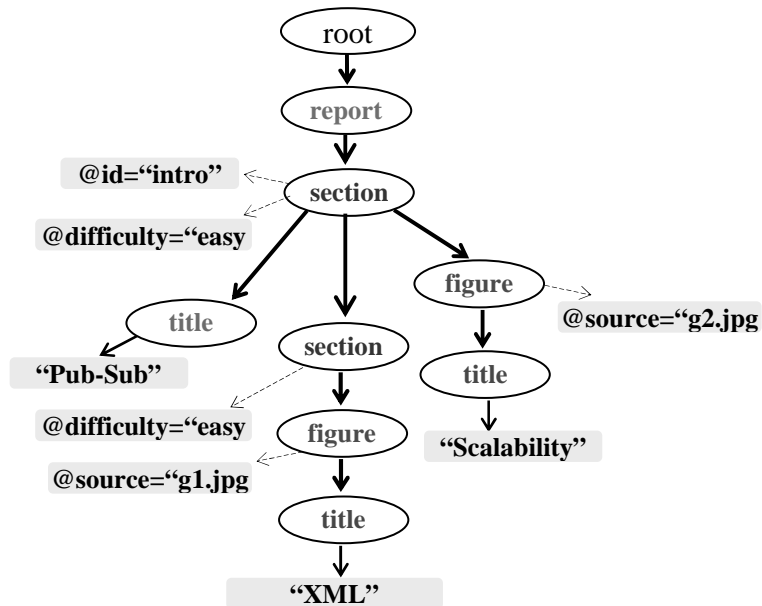 root
report
@id=“intro”
section
@difficulty=“easy
figure
@source=“g2.jpg
title
section
“Pub-Sub”
title
@difficulty=“easy
figure
“Scalability”
@source=“g1.jpg
title
“XML”